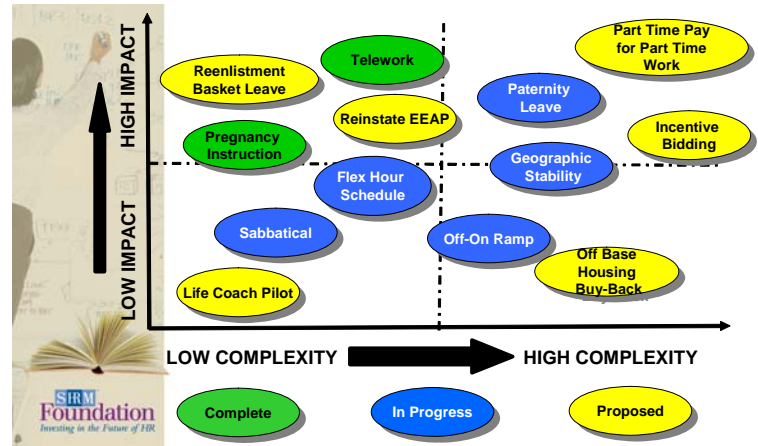 HIGH IMPACT
LOW IMPACT
Reenlistment
Basket Leave
Telework
Part Time Pay
for Part Time
Work
Paternity
Leave
Reinstate EEAP
Pregnancy
Instruction
Incentive
Bidding
Flex Hour
Schedule
Geographic
Stability
Sabbatical
Off-On Ramp
Off Base
Housing
Buy-Back
Life Coach Pilot
LOW COMPLEXITY
HIGH COMPLEXITY
SHRM
Foundation
Investing in the Future of HR
Complete
In Progress
Proposed